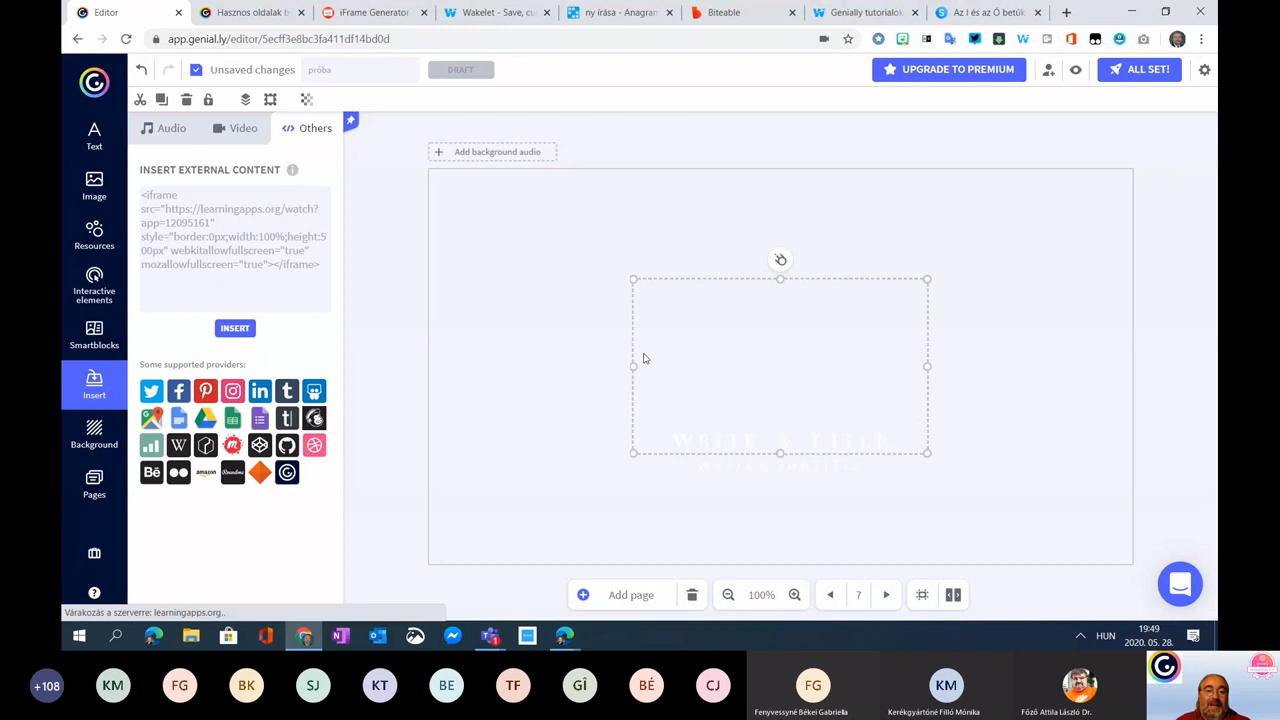 Editor
Hasznos oldalak b
iFrame Generator
Wakelet - Save, cu
ny írása - Anagram
Biteable
Genially tutorialok
Az I és az Ó betűk
app.genial.ly/editor/5ecff3e8bc3fa411df14bd0d
Unsaved changes
próba
DRAFT
UPGRADE TO PREMIUM
ALL SET!
Audio
Video
Others
Text
Image
Resources
Interactive
elements
Smartblocks
Insert
Background
Pages
INSERT EXTERNAL CONTENT
<iframe
src="https://learningapps.org/watch?
app=12095161"
style="border:0px;width:100%;height:5
00px" webkitallowfullscreen="true"
mozallowfullscreen="true"></iframe>
INSERT
Some supported providers:
amazon
Add background audio
Add page
100%
7
Várakozás a szerverre: learningapps.org..
HUN
19:49
2020. 05. 28.
+108
KM
FG
BK
SJ
KT
BE
TF
GÎ
BÉ
CJ
FG
Fenyvessyné Békei Gabriella
KM
Kerékgyártóné Filló Mónika
Főző Attila László Dr.